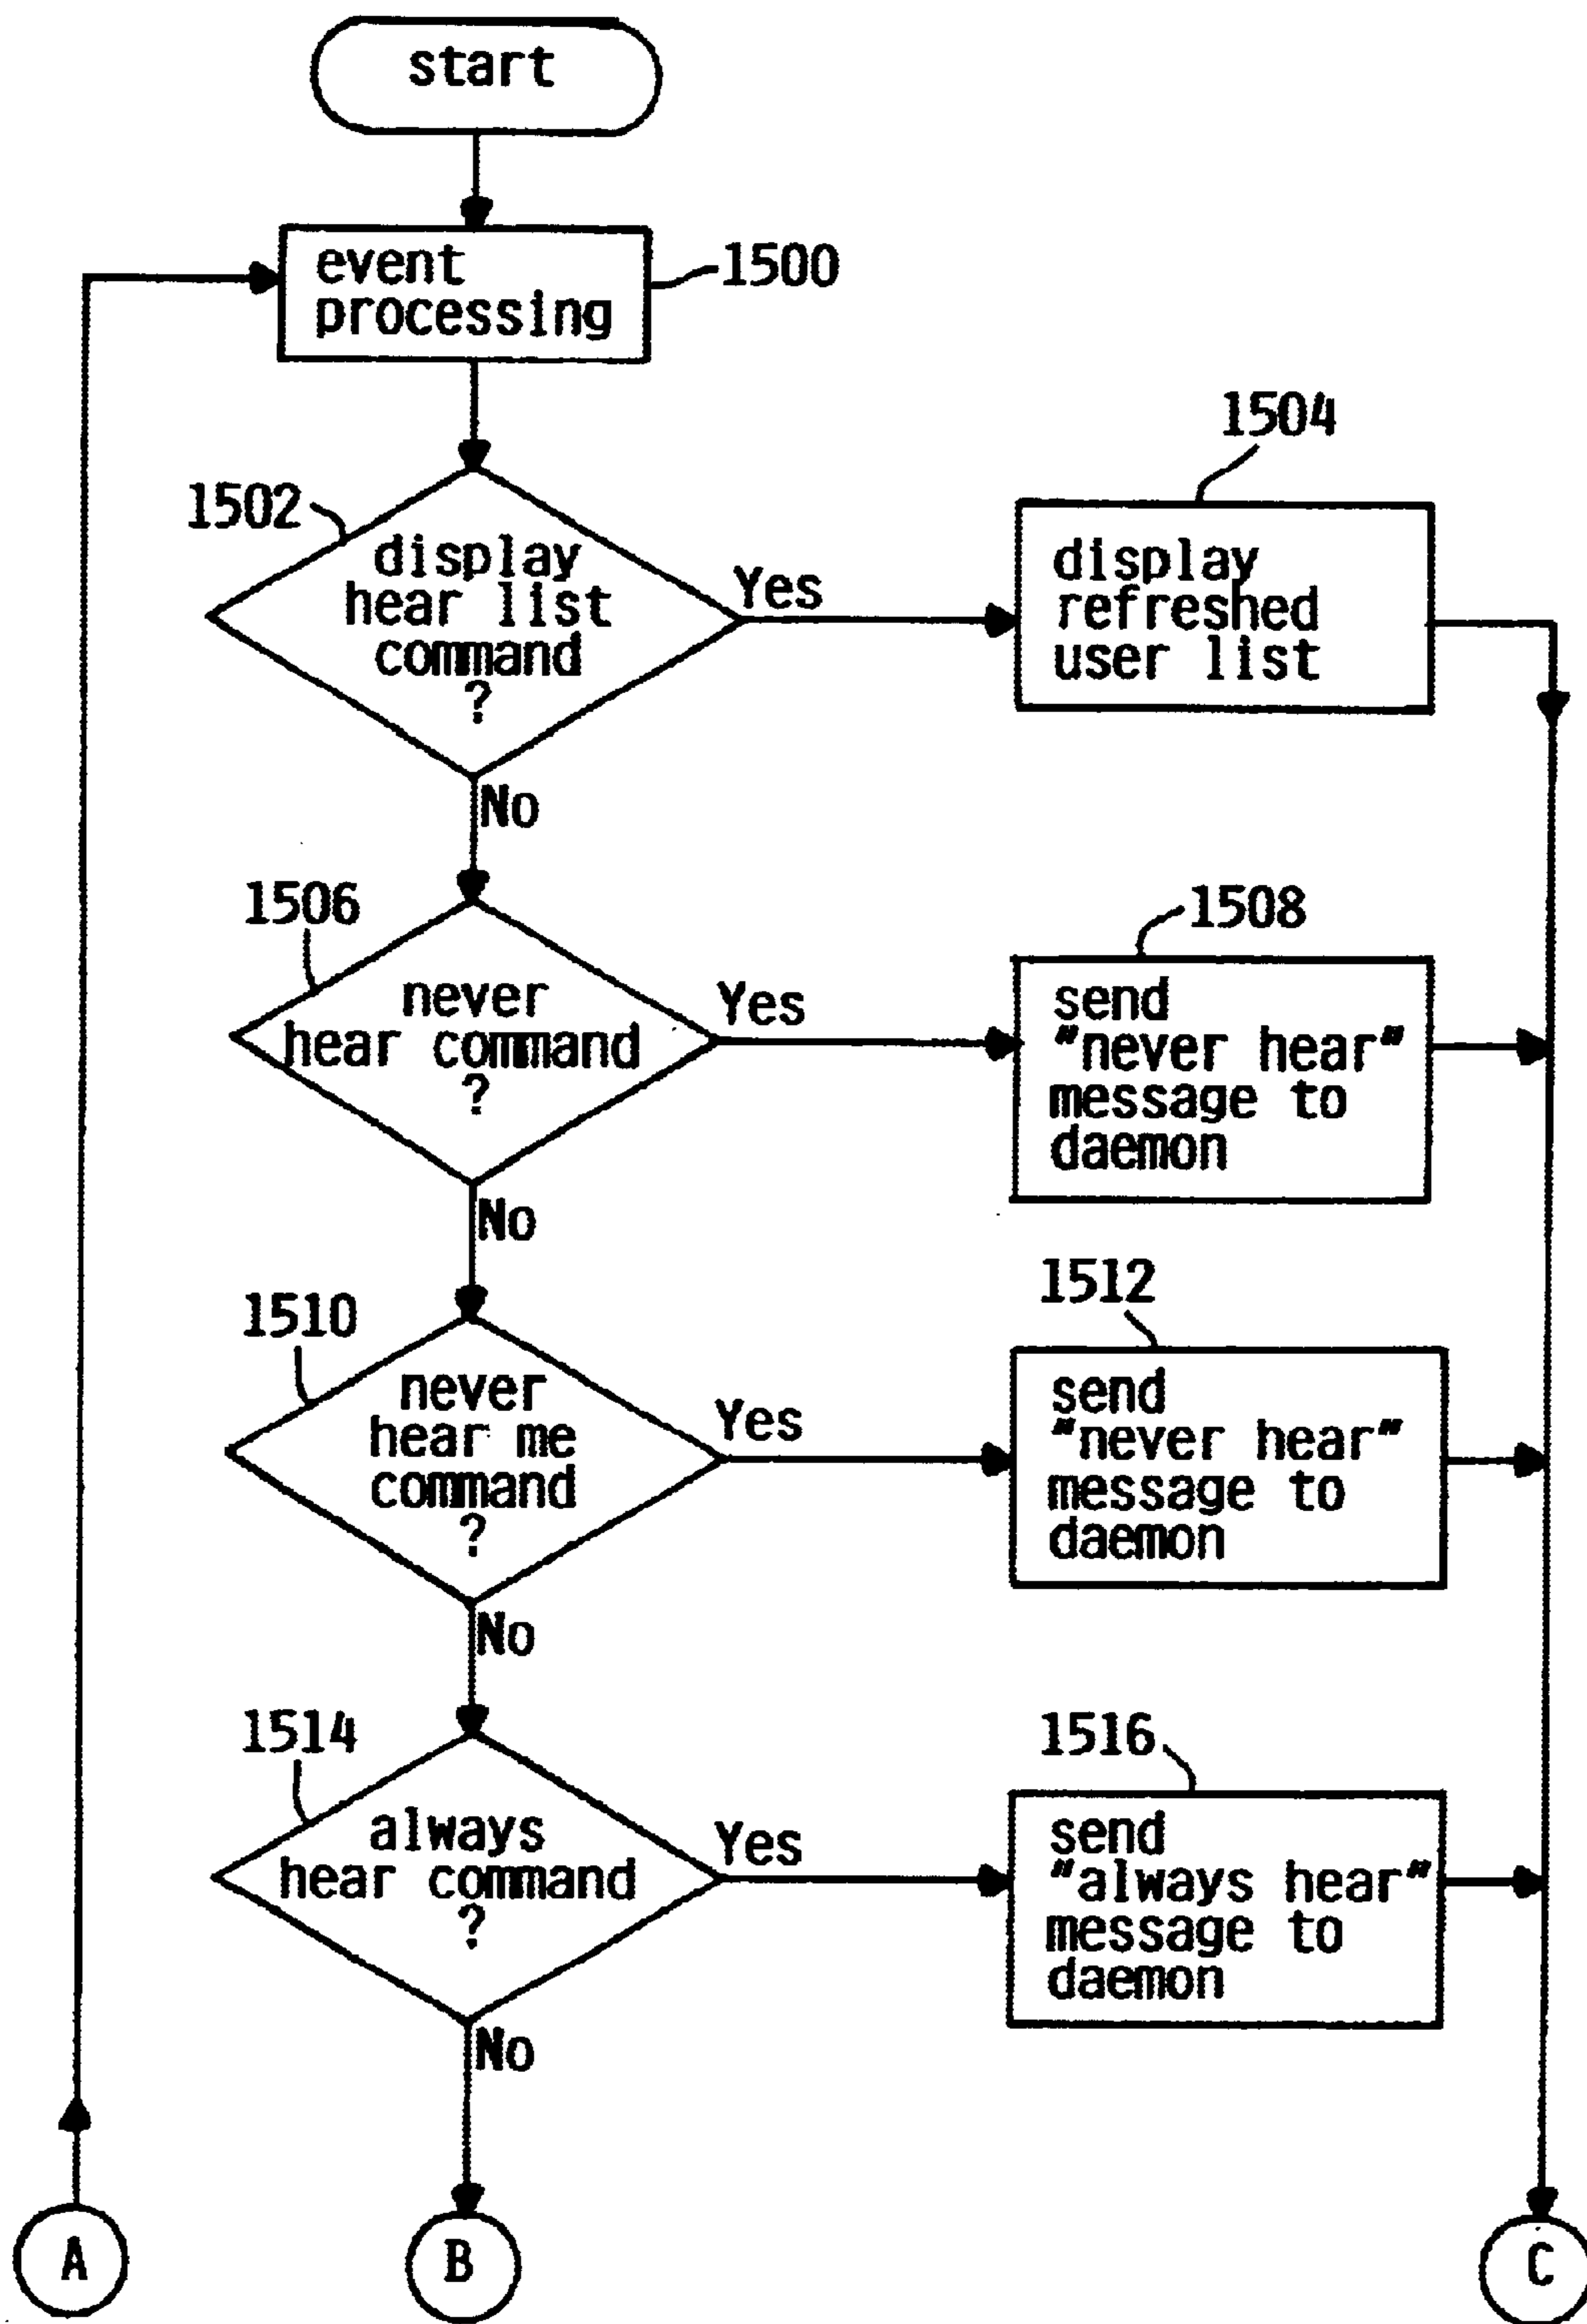 start
event
processing
1500
1502
display
hear list
command
?
Yes
1504
display
refreshed
user list
No
1506
never
hear command
?
Yes
1508
send
"never hear"
message to
daemon
No
1510
never
hear me
command
?
Yes
1512
send
"never hear"
message to
daemon
No
1514
always
hear command
?
Yes
1516
send
"always hear"
message to
daemon
No
A
B
C